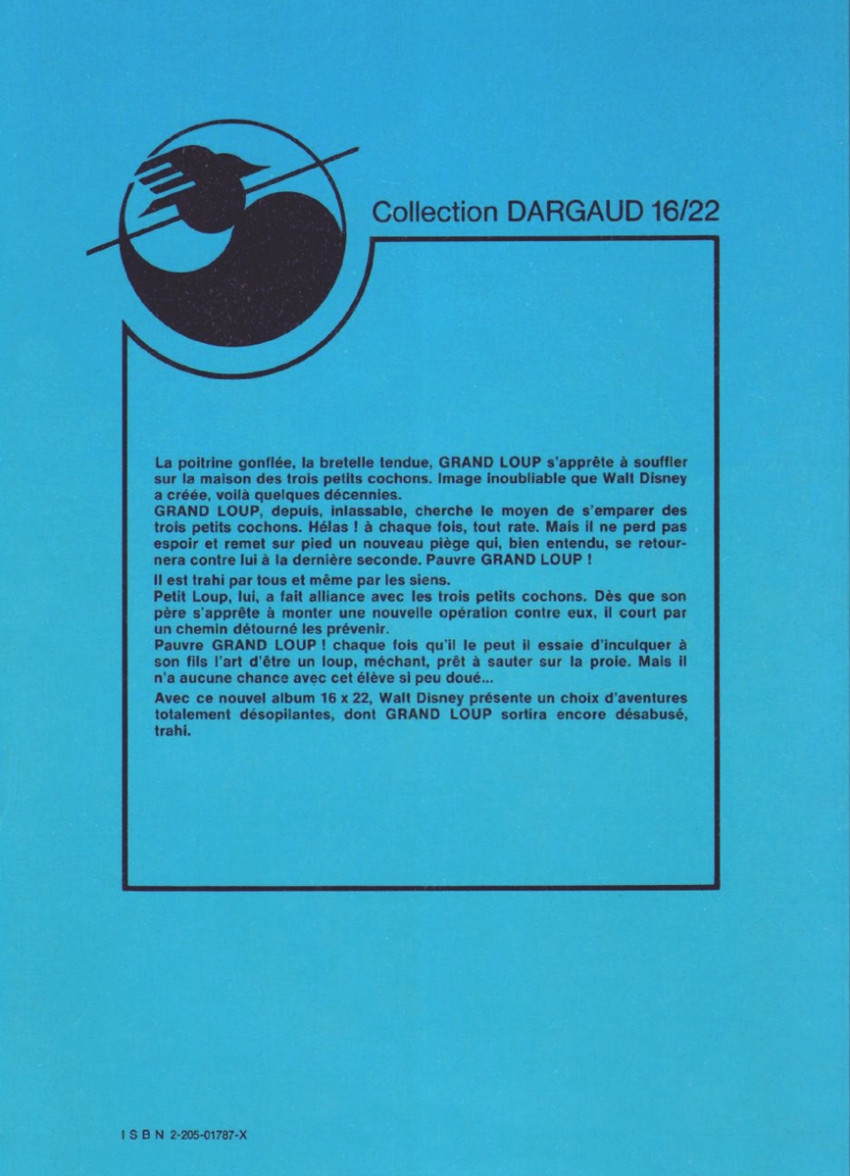 Collection DARGAUD 16/22
La poitrine gonflée, la bretelle tendue, GRAND LOUP s'apprête à souffler
sur la maison des trois petits cochons. Image inoubliable que Walt Disney
a créée, voilà quelques décennies.
GRAND LOUP, depuis, inlassable, cherche le moyen de s'emparer des
trois petits cochons. Hélas ! à chaque fois, tout rate. Mais il ne perd pas
espoir et remet sur pied un nouveau piège qui, bien entendu, se retour-
nera contre lui à la dernière seconde. Pauvre GRAND LOUP !
Il est trahi par tous et même par les siens.
Petit Loup, lui, a fait alliance avec les trois petits cochons. Dès que son
père s'apprête à monter une nouvelle opération contre eux, il court par
un chemin détourné les prévenir.
Pauvre GRAND LOUP ! chaque fois qu'il le peut il essaie d'inculquer à
son fils l'art d'être un loup, méchant, prêt à sauter sur la proie. Mais il
n'a aucune chance avec cet élève si peu doué...
Avec ce nouvel album 16 x 22, Walt Disney présente un choix d'aventures
totalement désopilantes, dont GRAND LOUP sortira encore désabusé,
trahi.
ISBN 2-205-01787-X